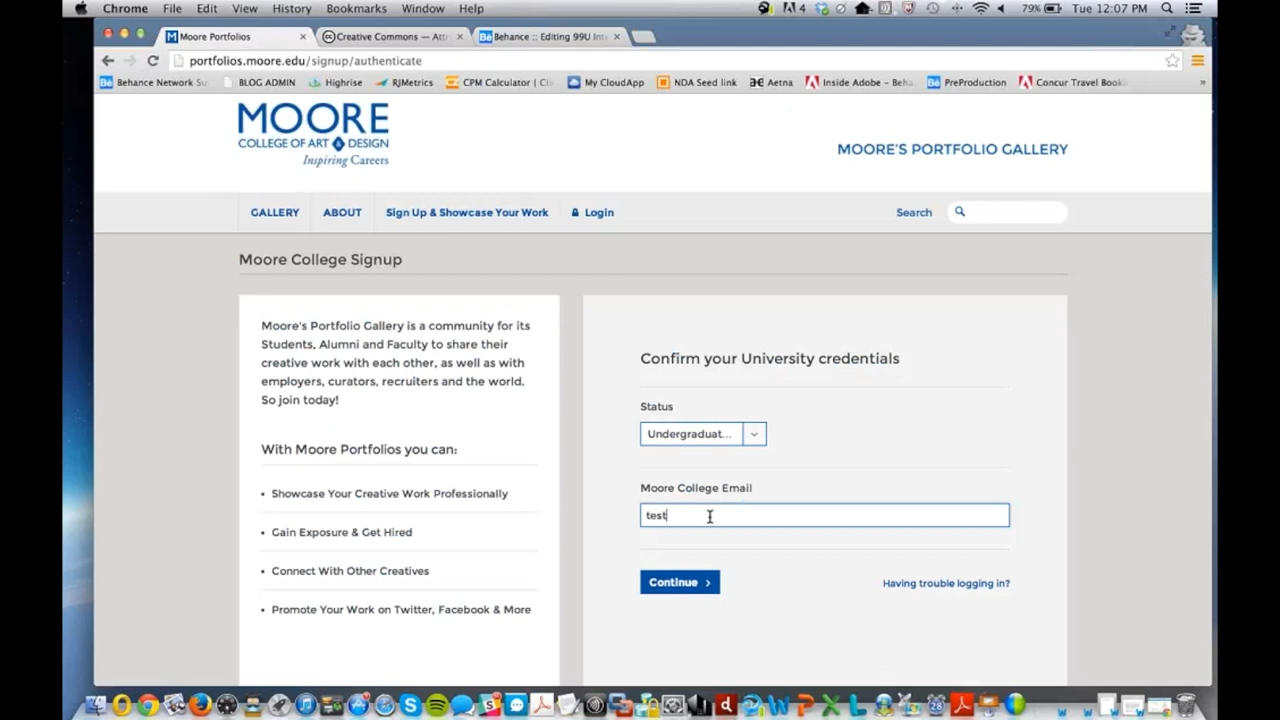 Chrome File Edit View History Bookmarks Window Help 4 79% Tue 12:07 PM
Moore Portfolios × Creative Commons — Attri × Behance :: Editing 99U Inte ×
portfolios.moore.edu/signup/authenticate
Behance Network Su BLOG ADMIN Highrise RJMetrics CPM Calculator | Cli My CloudApp NDA Seed link Aetna Inside Adobe – Beha PreProduction Concur Travel Booki »
MOORE
COLLEGE OF ART & DESIGN
Inspiring Careers
MOORE'S PORTFOLIO GALLERY
GALLERY ABOUT Sign Up & Showcase Your Work Login Search
Moore College Signup
Moore's Portfolio Gallery is a community for its
Students, Alumni and Faculty to share their
creative work with each other, as well as with
employers, curators, recruiters and the world.
So join today!
With Moore Portfolios you can:
• Showcase Your Creative Work Professionally
• Gain Exposure & Get Hired
• Connect With Other Creatives
• Promote Your Work on Twitter, Facebook & More
Confirm your University credentials
Status
Undergraduat...
Moore College Email
test
Continue >
Having trouble logging in?